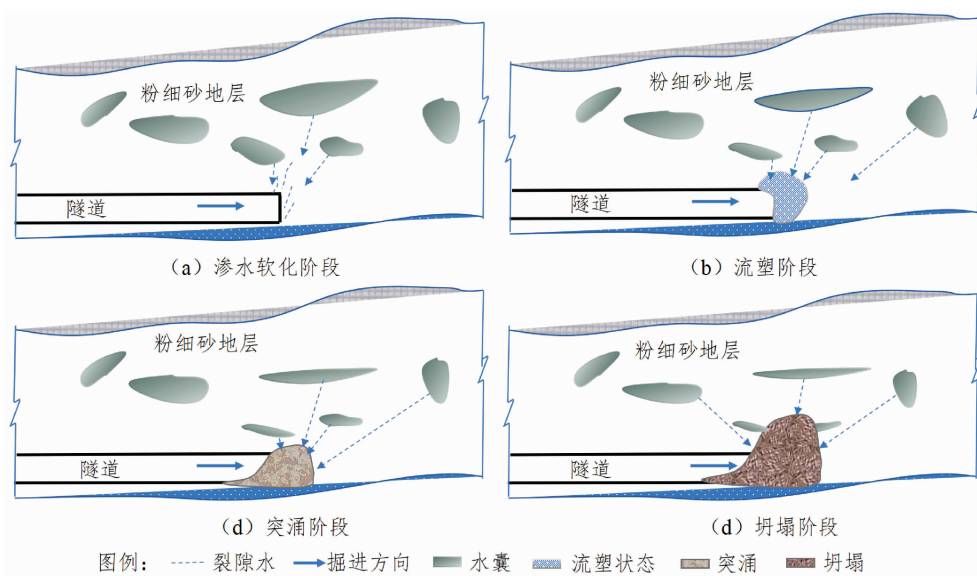 粉细砂地层
隧道
(a)渗水软化阶段
粉细砂地层
隧道
(b)流塑阶段
粉细砂地层
隧道
(d)突涌阶段
粉细砂地层
隧道
(d)坍塌阶段
图例: 裂隙水 掘进方向 水囊 流塑状态 突涌 坍塌